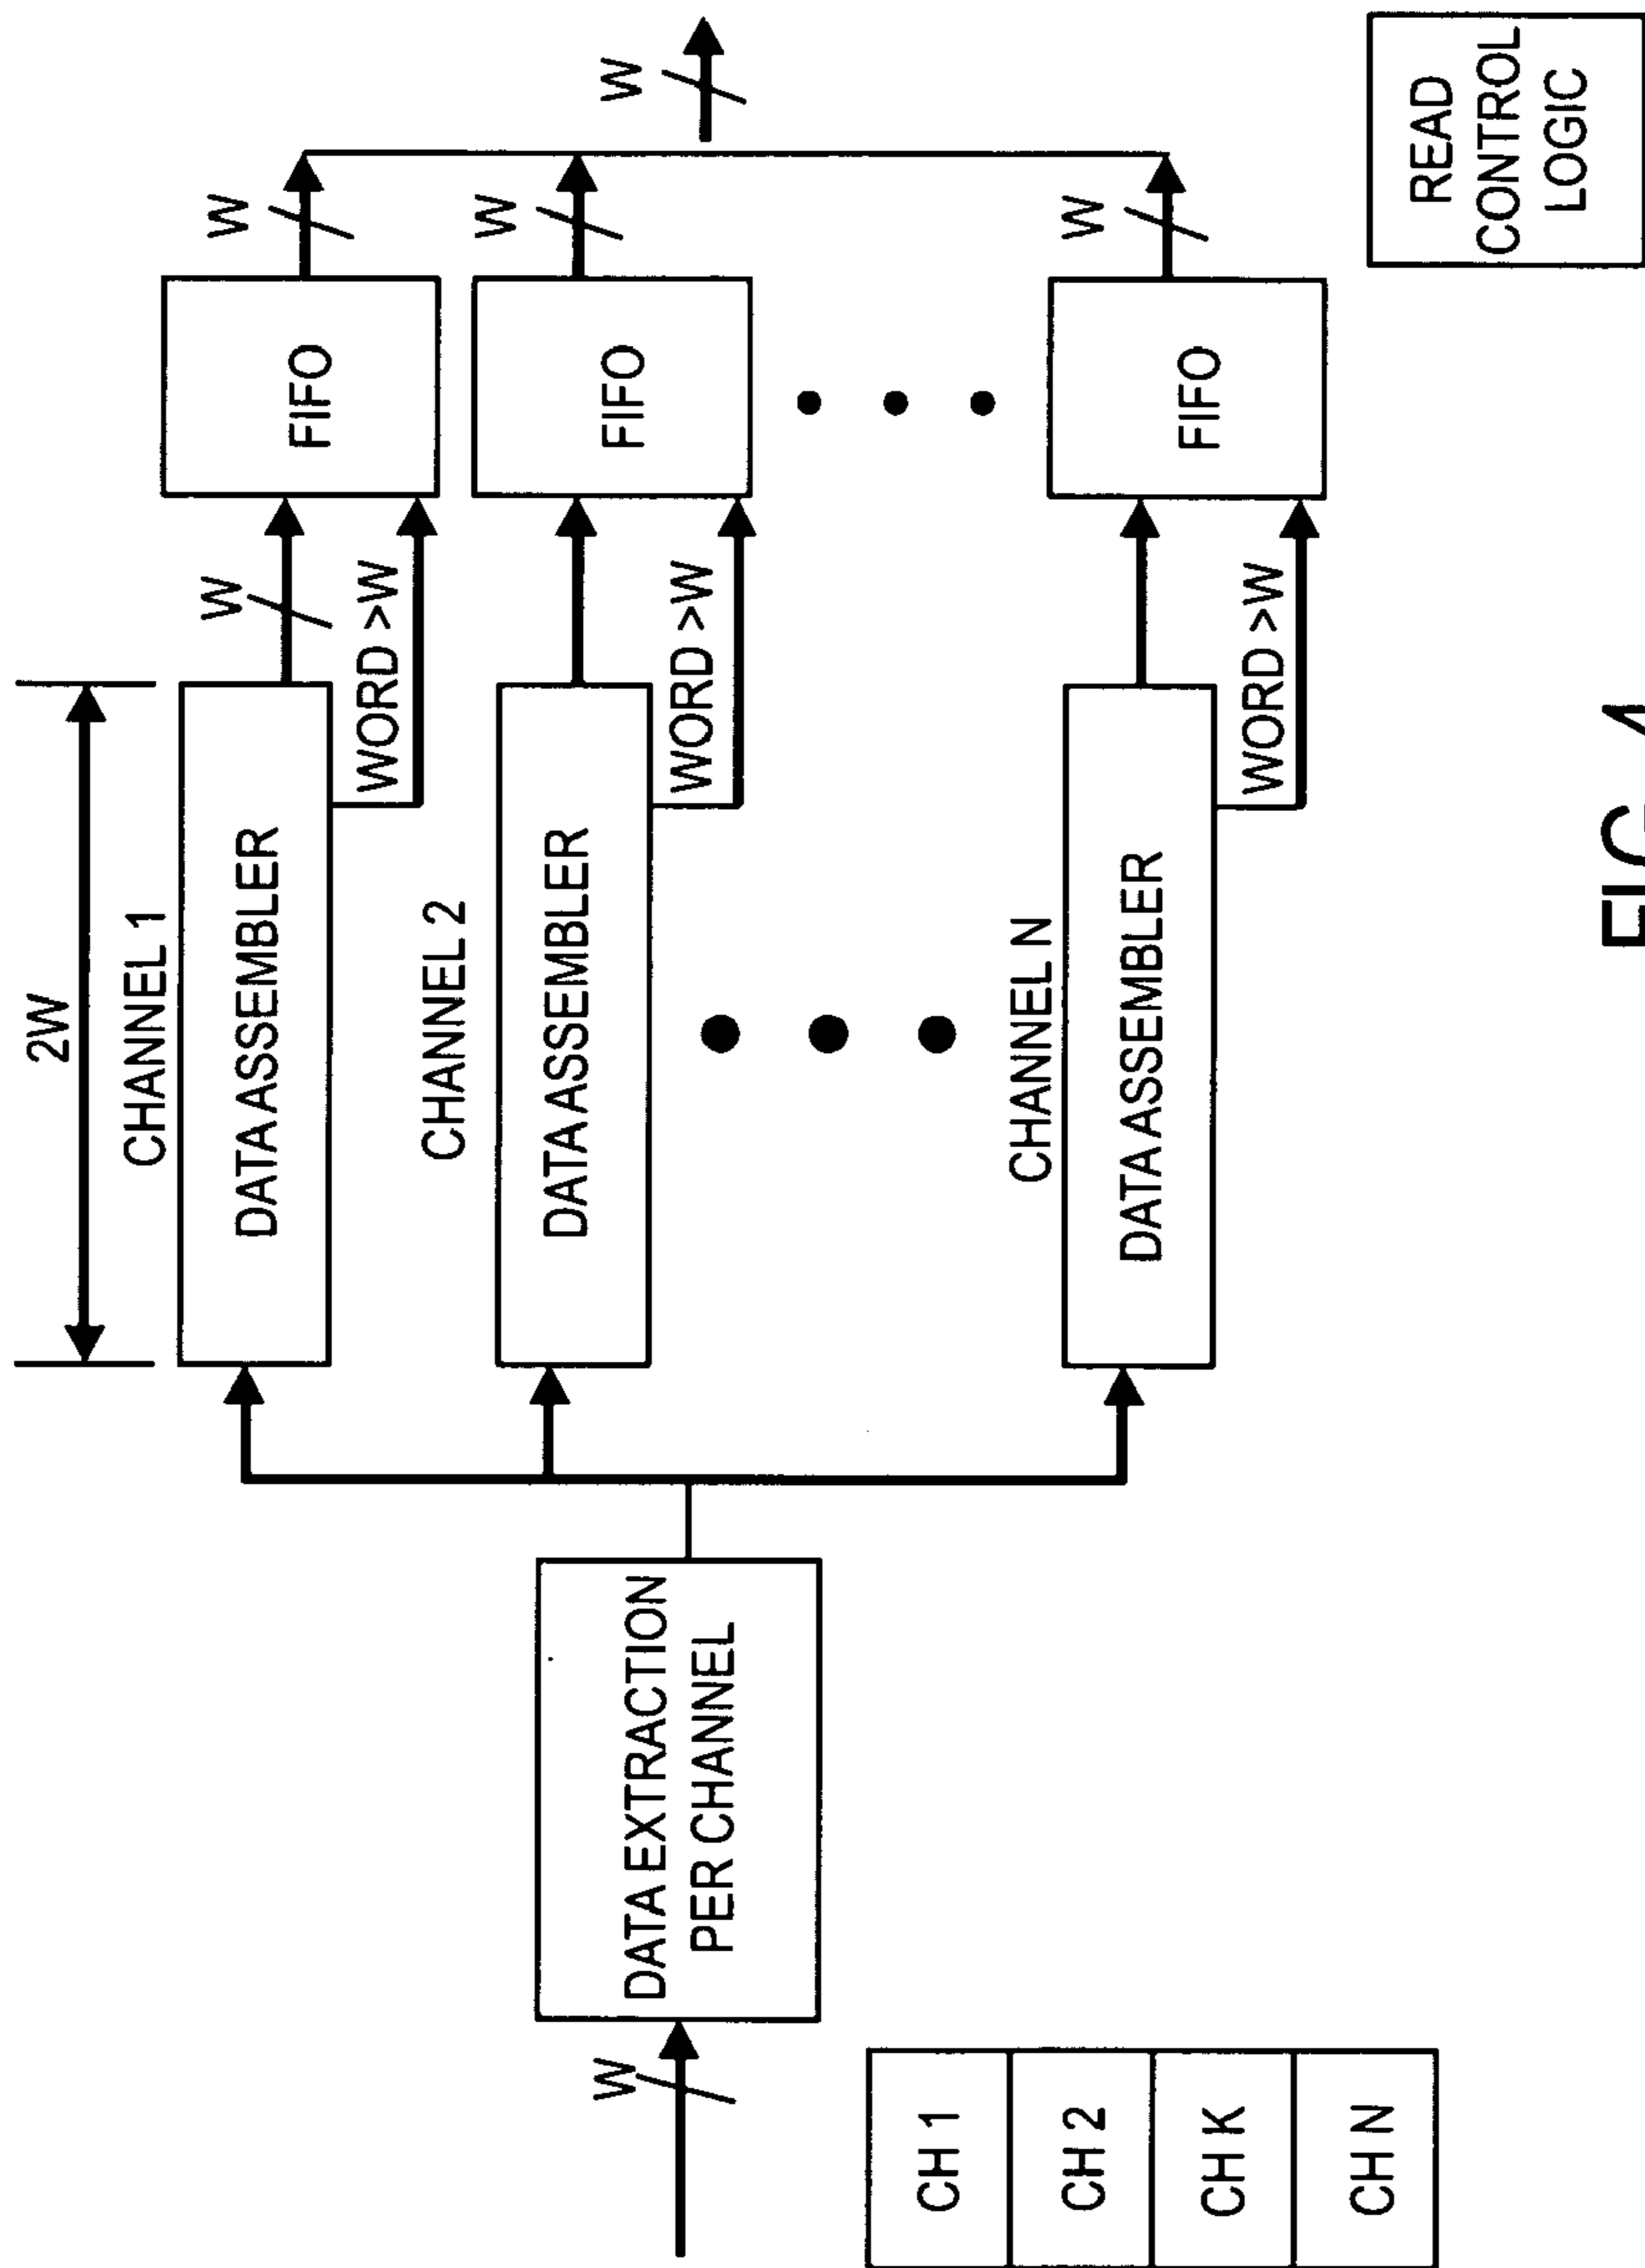 2W
CHANNEL 1
DATA ASSEMBLER
W
WORD >W
FIFO
W
CHANNEL 2
DATA ASSEMBLER
WORD >W
FIFO
W
W
W
DATA EXTRACTION
PER CHANNEL
CHANNEL N
DATA ASSEMBLER
WORD >W
FIFO
W
CH 1
CH 2
CH K
CH N
READ
CONTROL
LOGIC
FIG.